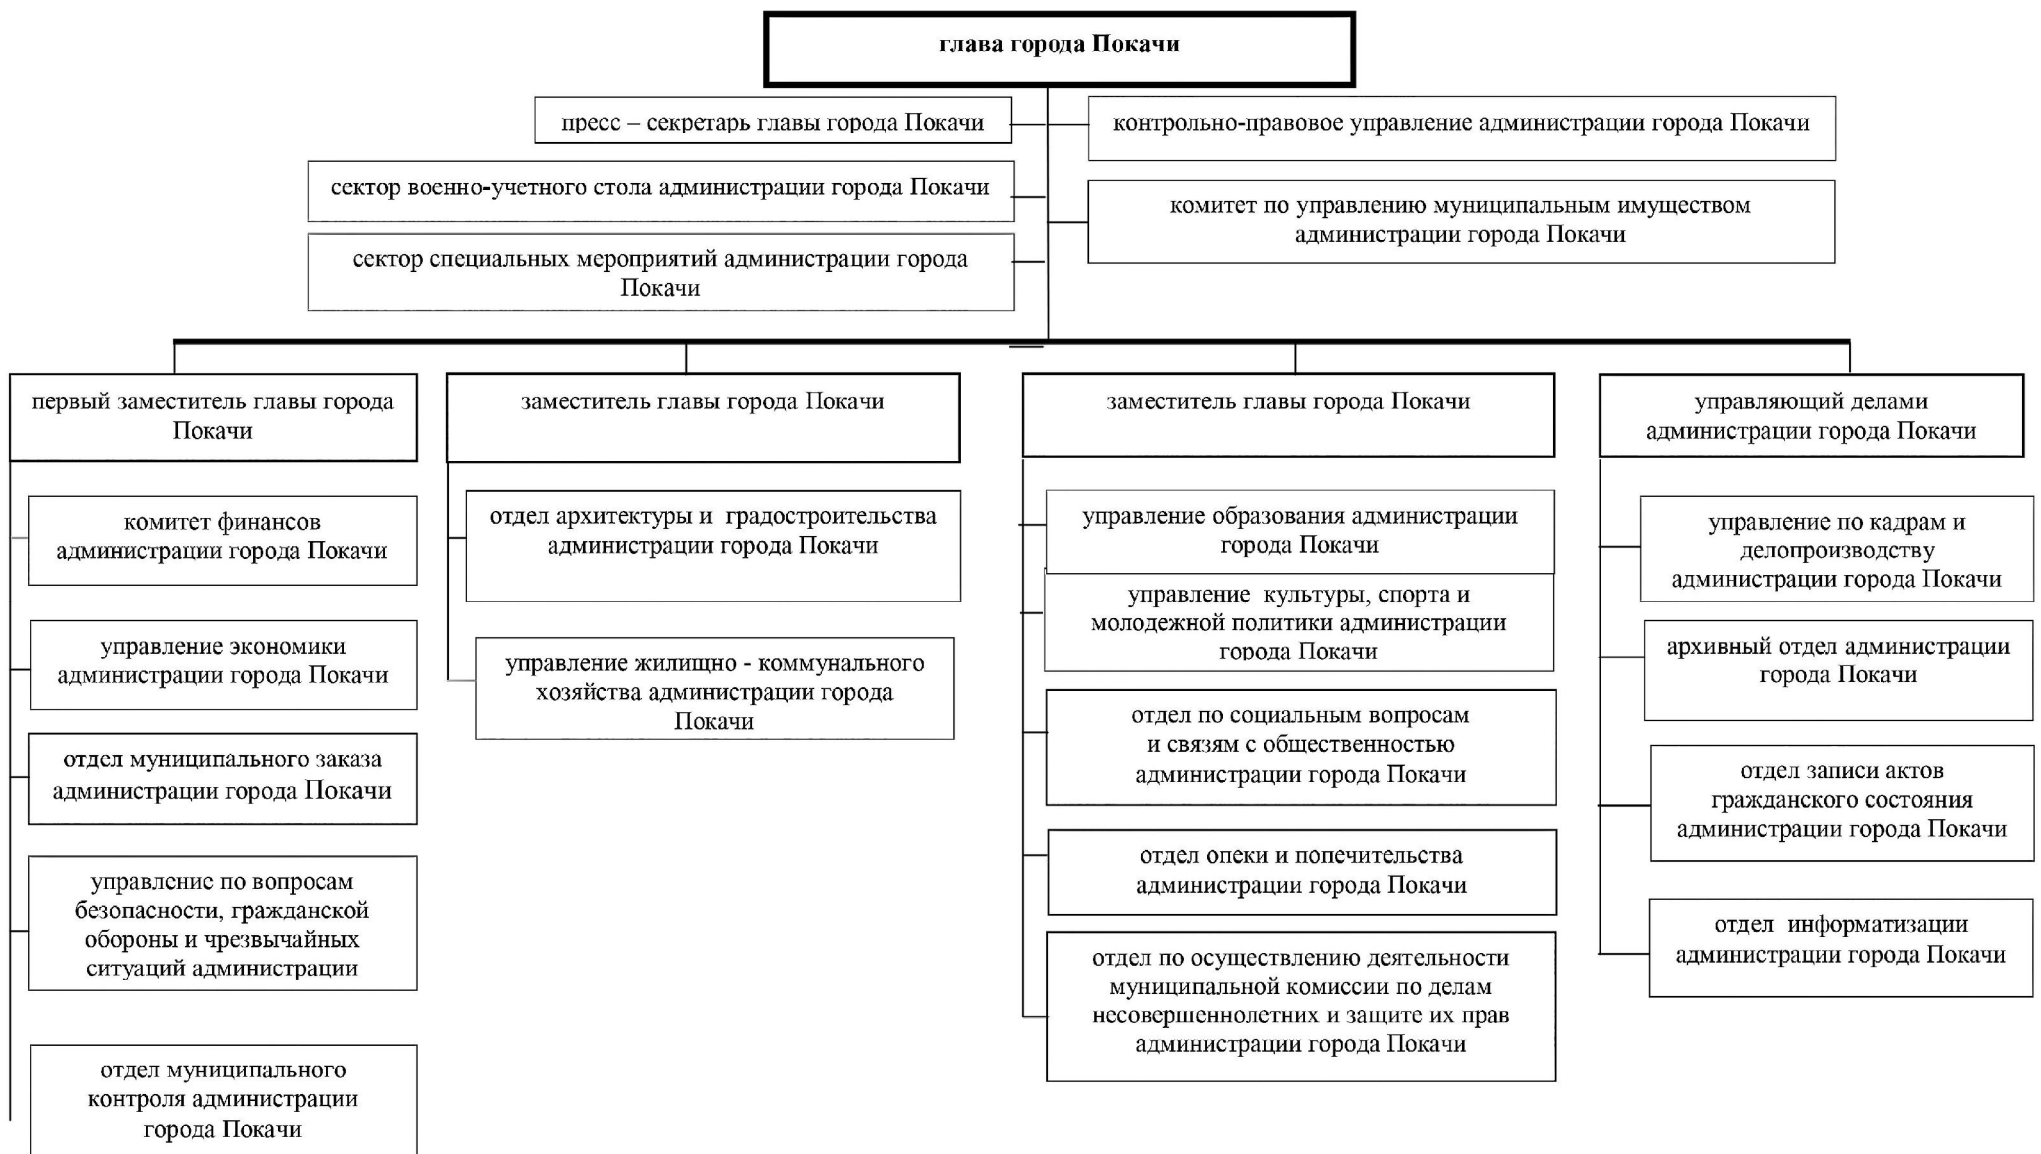 глава города Покачи
пресс – секретарь главы города Покачи
контрольно-правовое управление администрации города Покачи
сектор военно-учетного стола администрации города Покачи
комитет по управлению муниципальным имуществом
администрации города Покачи
сектор специальных мероприятий администрации города
Покачи
первый заместитель главы города
Покачи
комитет финансов
администрации города Покачи
управление экономики
администрации города Покачи
отдел муниципального заказа
администрации города Покачи
управление по вопросам
безопасности, гражданской
обороны и чрезвычайных
ситуаций администрации
отдел муниципального
контроля администрации
города Покачи
заместитель главы города Покачи
отдел архитектуры и градостроительства
администрации города Покачи
управление жилищно - коммунального
хозяйства администрации города
Покачи
заместитель главы города Покачи
управление образования администрации
города Покачи
управление культуры, спорта и
молодежной политики администрации
города Покачи
отдел по социальным вопросам
и связям с общественностью
администрации города Покачи
отдел опеки и попечительства
администрации города Покачи
отдел по осуществлению деятельности
муниципальной комиссии по делам
несовершеннолетних и защите их прав
администрации города Покачи
управляющий делами
администрации города Покачи
управление по кадрам и
делопроизводству
администрации города Покачи
архивный отдел администрации
города Покачи
отдел записи актов
гражданского состояния
администрации города Покачи
отдел информатизации
администрации города Покачи